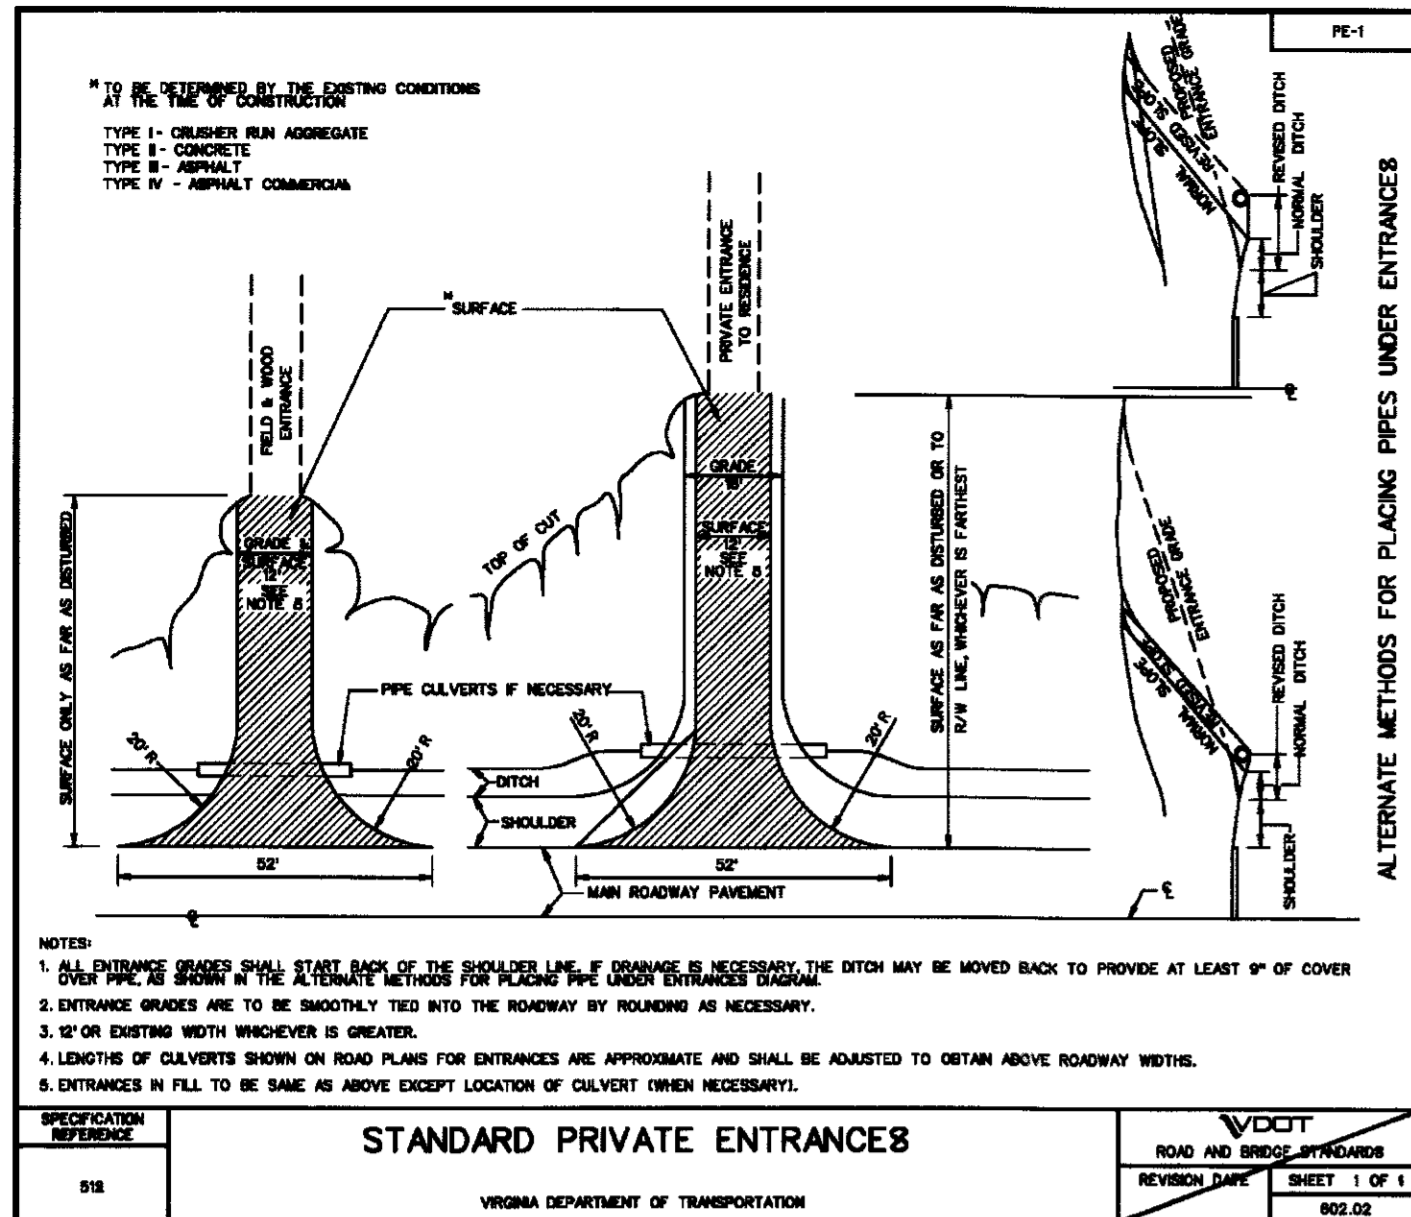 PE-1
* TO BE DETERMINED BY THE EXISTING CONDITIONS
AT THE TIME OF CONSTRUCTION
TYPE I - CRUSHER RUN AGGREGATE
TYPE II - CONCRETE
TYPE III - ASPHALT
TYPE IV - ASPHALT COMMERCIAL
FIELD & WOOD
ENTRANCE
* SURFACE
PRIVATE ENTRANCE
TO RESIDENCE
SURFACE ONLY AS FAR AS DISTURBED
GRADE &
SURFACE
12'
SEE
NOTE
TOP OF CUT
GRADE
SURFACE
12'
SEE
NOTE
SURFACE AS FAR AS DISTURBED OR TO
R/W LINE, WHICHEVER IS FARTHEST
PIPE CULVERTS IF NECESSARY
20' R
20' R
20' R
20' R
DITCH
SHOULDER
52'
52'
MAIN ROADWAY PAVEMENT
℄
℄
PROPOSED
ENTRANCE GRADE
REVISED SLOPE
NORMAL SLOPE
REVISED DITCH
NORMAL DITCH
SHOULDER
℄
PROPOSED
ENTRANCE GRADE
REVISED SLOPE
NORMAL SLOPE
REVISED DITCH
NORMAL DITCH
SHOULDER
ALTERNATE METHODS FOR PLACING PIPES UNDER ENTRANCES
NOTES:
1. ALL ENTRANCE GRADES SHALL START BACK OF THE SHOULDER LINE. IF DRAINAGE IS NECESSARY, THE DITCH MAY BE MOVED BACK TO PROVIDE AT LEAST 9" OF COVER
OVER PIPE, AS SHOWN IN THE ALTERNATE METHODS FOR PLACING PIPE UNDER ENTRANCES DIAGRAM.
2. ENTRANCE GRADES ARE TO BE SMOOTHLY TIED INTO THE ROADWAY BY ROUNDING AS NECESSARY.
3. 12' OR EXISTING WIDTH WHICHEVER IS GREATER.
4. LENGTHS OF CULVERTS SHOWN ON ROAD PLANS FOR ENTRANCES ARE APPROXIMATE AND SHALL BE ADJUSTED TO OBTAIN ABOVE ROADWAY WIDTHS.
5. ENTRANCES IN FILL TO BE SAME AS ABOVE EXCEPT LOCATION OF CULVERT (WHEN NECESSARY).
SPECIFICATION
REFERENCE
512
STANDARD PRIVATE ENTRANCES
VIRGINIA DEPARTMENT OF TRANSPORTATION
VDOT
ROAD AND BRIDGE STANDARDS
REVISION DATE
SHEET 1 OF 1
602.02